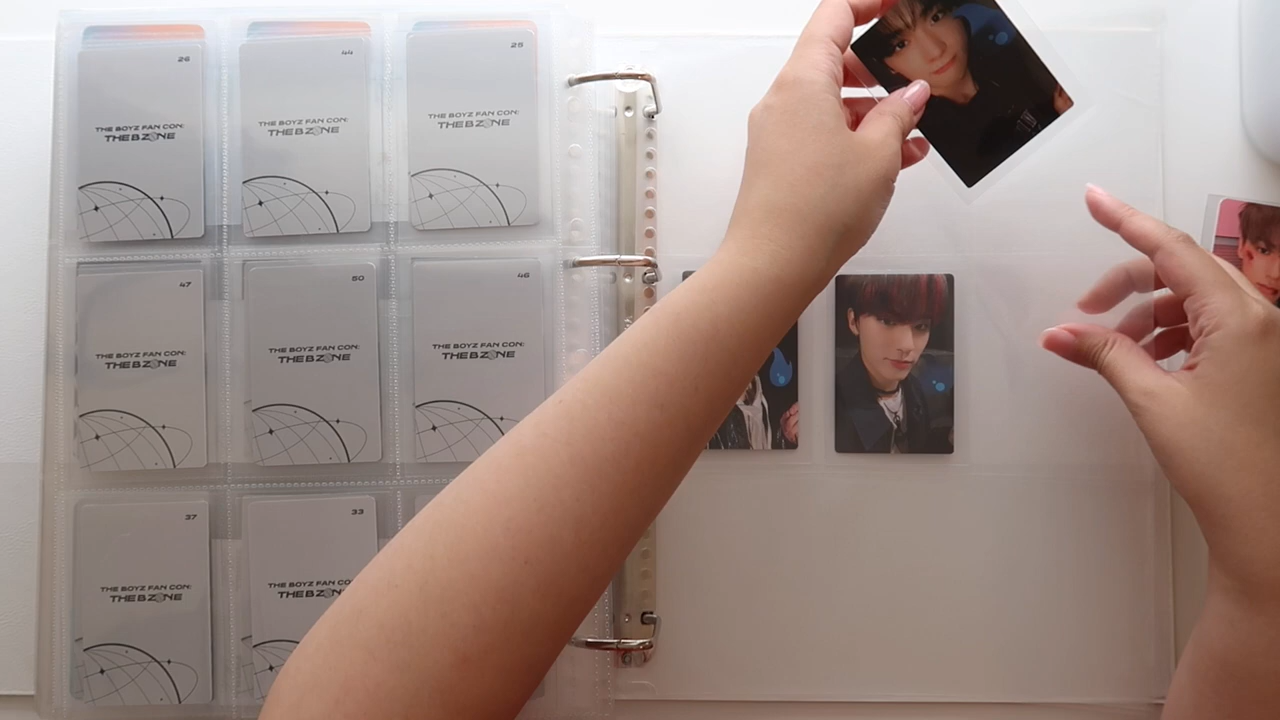 26
THE BOYZ FAN CON:
THE B ZONE
44
THE BOYZ FAN CON:
THE B ZONE
25
THE BOYZ FAN CON:
THE B ZONE
47
THE BOYZ FAN CON:
THE B ZONE
50
THE BOYZ FAN CON:
THE B ZONE
46
THE BOYZ FAN CON:
THE B ZONE
37
THE BOYZ FAN CON:
THE B ZONE
33
THE BOYZ FAN CO
THE B ZONE